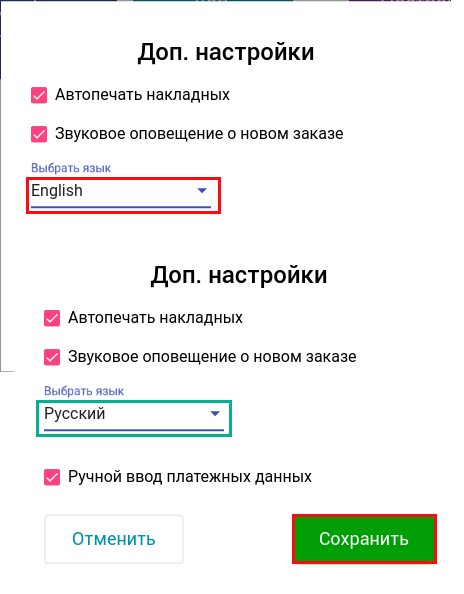 Доп. настройки
Автопечать накладных
Звуковое оповещение о новом заказе
Выбрать язык
English
Доп. настройки
Автопечать накладных
Звуковое оповещение о новом заказе
Выбрать язык
Русский
Ручной ввод платежных данных
Отменить
Сохранить